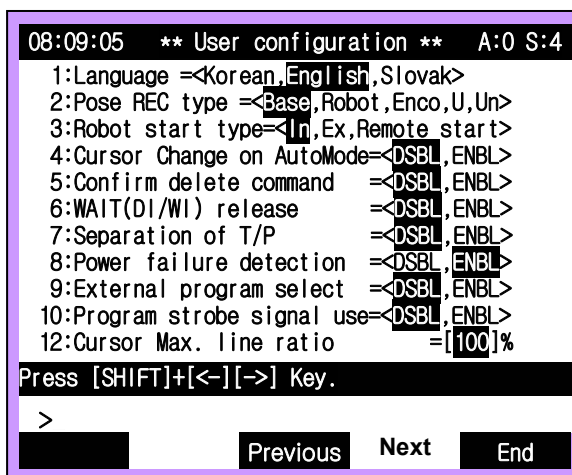 08:09:05 ** User configuration ** A:0 S:4
1:Language =<Korean,English,Slovak>
2:Pose REC type =<Base,Robot,Enco,U,Un>
3:Robot start type=<In,Ex,Remote start>
4:Cursor Change on AutoMode=<DSBL,ENBL>
5:Confirm delete command =<DSBL,ENBL>
6:WAIT(DI/WI) release =<DSBL,ENBL>
7:Separation of T/P =<DSBL,ENBL>
8:Power failure detection =<DSBL,ENBL>
9:External program select =<DSBL,ENBL>
10:Program strobe signal use=<DSBL,ENBL>
12:Cursor Max. line ratio =[100]%
Press [SHIFT]+[<-][->] Key.
>
Previous Next End